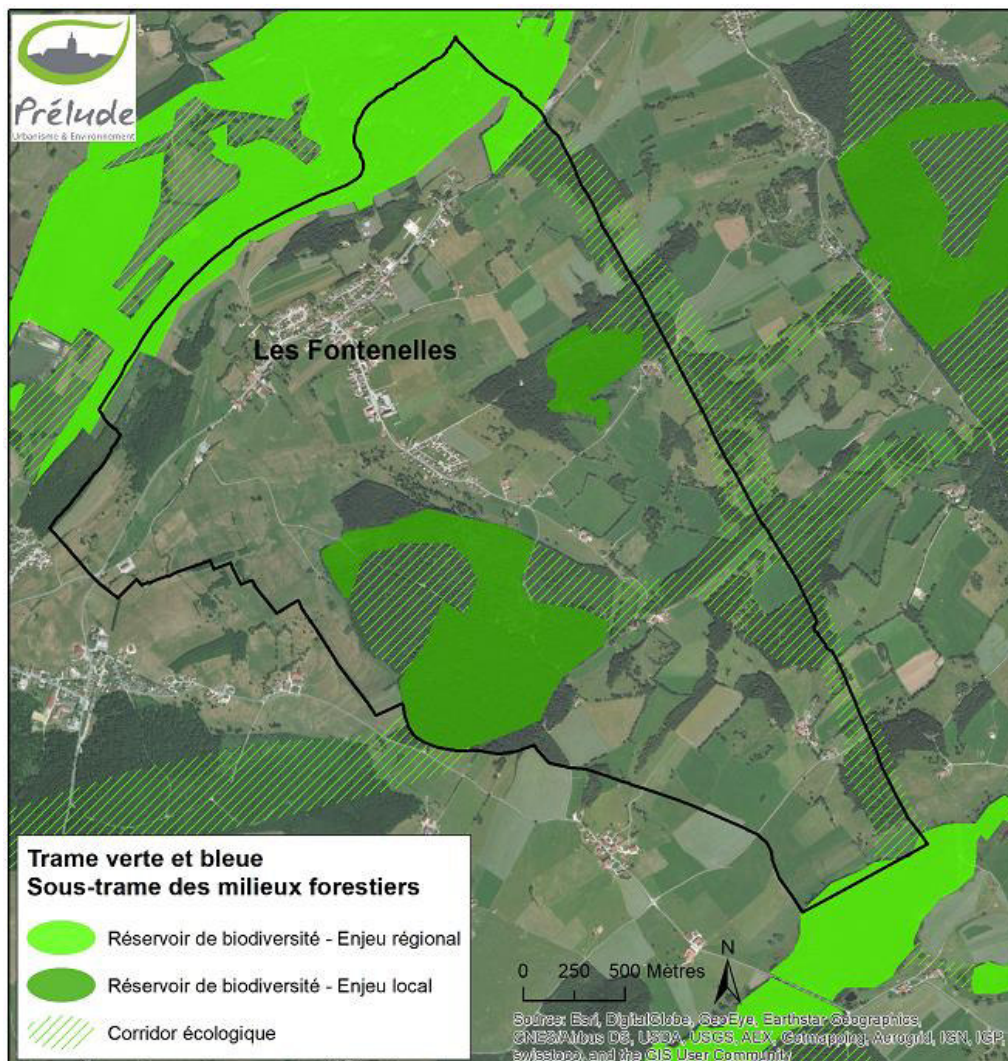 Prélude
Urbanisme & Environnement
Les Fontenelles
Trame verte et bleue
Sous-trame des milieux forestiers
Réservoir de biodiversité - Enjeu régional
Réservoir de biodiversité - Enjeu local
Corridor écologique
N
0 250 500 Mètres
Source: Esri, DigitalGlobe, GeoEye, Earthstar Geographics,
CNES/Airbus DS, USDA, USGS, AEX, Getmapping, Aerogrid, IGN, IGP,
swisstopo, and the GIS User Community